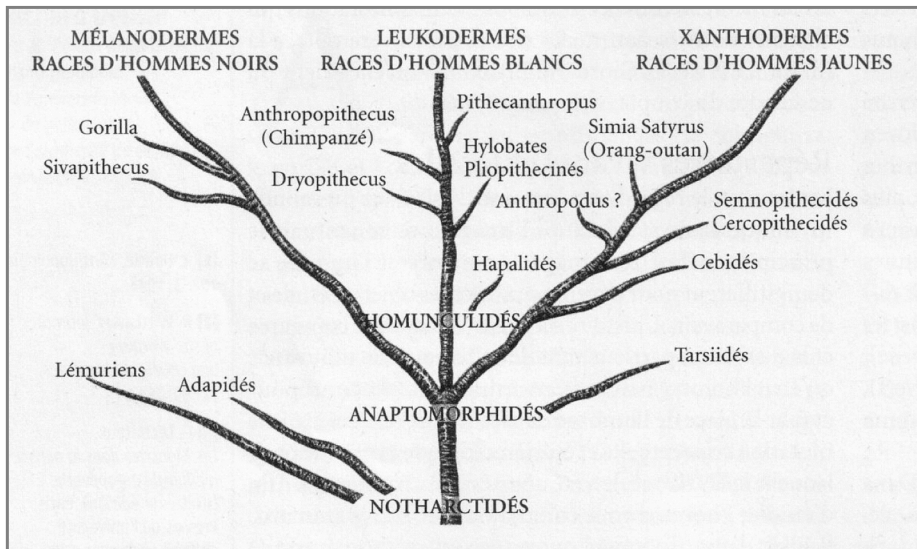 MÉLANODERMES
RACES D'HOMMES NOIRS
LEUKODERMES
RACES D'HOMMES BLANCS
XANTHODERMES
RACES D'HOMMES JAUNES
Gorilla
Sivapithecus
Anthropopithecus
(Chimpanzé)
Dryopithecus
Pithecanthropus
Hylobates
Pliopithecinés
Simia Satyrus
(Orang-outan)
Anthropodus ?
Semnopithecidés
Cercopithecidés
Cebidés
Hapalidés
HOMUNCULIDÉS
Tarsiidés
Lémuriens
Adapidés
ANAPTOMORPHIDÉS
NOTHARCTIDÉS